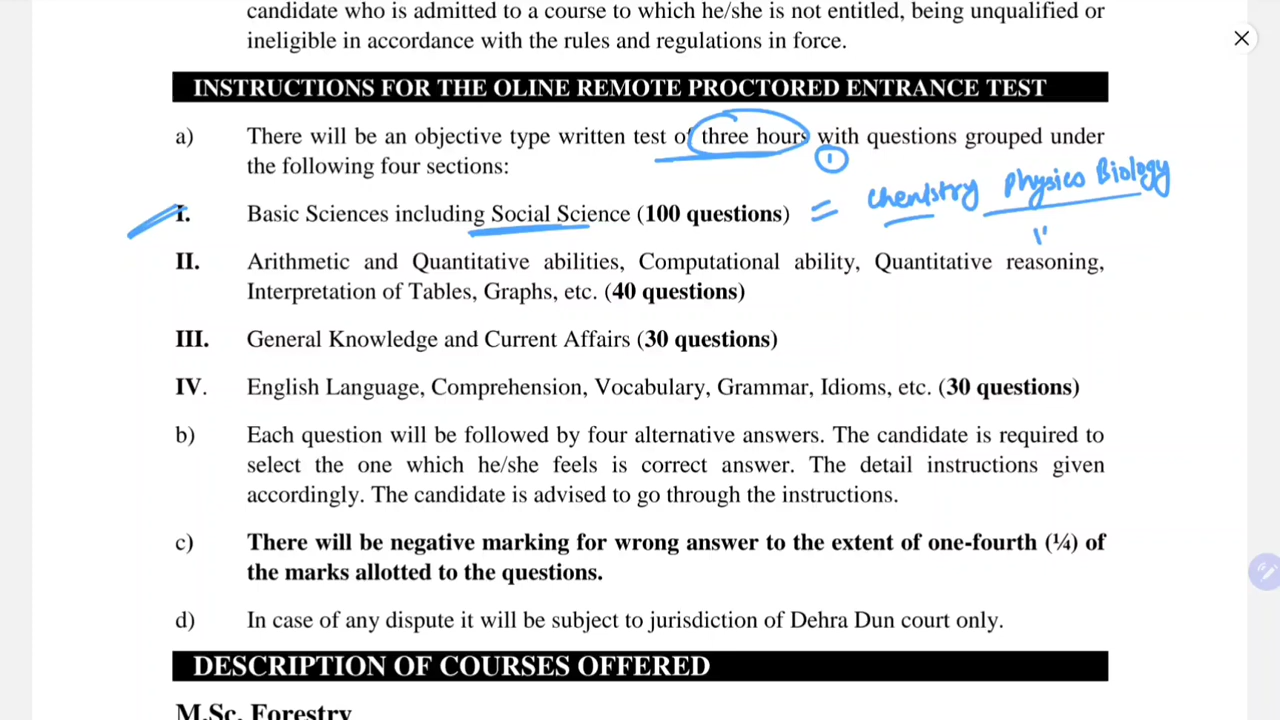 candidate who is admitted to a course to which he/she is not entitled, being unqualified or
ineligible in accordance with the rules and regulations in force.
INSTRUCTIONS FOR THE OLINE REMOTE PROCTORED ENTRANCE TEST
a) There will be an objective type written test of three hours with questions grouped under
the following four sections:
1
I. Basic Sciences including Social Science (100 questions) = chemistry physics Biology
II. Arithmetic and Quantitative abilities, Computational ability, Quantitative reasoning,
Interpretation of Tables, Graphs, etc. (40 questions)
III. General Knowledge and Current Affairs (30 questions)
IV. English Language, Comprehension, Vocabulary, Grammar, Idioms, etc. (30 questions)
b) Each question will be followed by four alternative answers. The candidate is required to
select the one which he/she feels is correct answer. The detail instructions given
accordingly. The candidate is advised to go through the instructions.
c) There will be negative marking for wrong answer to the extent of one-fourth (¼) of
the marks allotted to the questions.
d) In case of any dispute it will be subject to jurisdiction of Dehra Dun court only.
DESCRIPTION OF COURSES OFFERED
M.Sc. Forestry